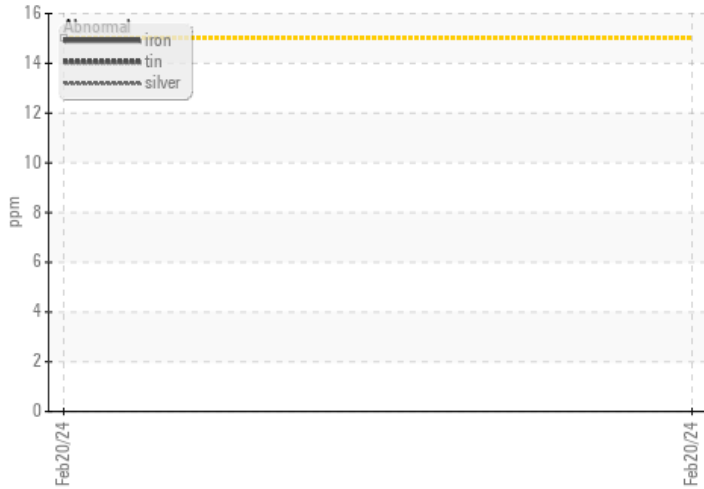 16
Abnormal
iron
tin
silver
14
12
10
8
6
4
2
0
ppm
Feb20/24
Feb20/24